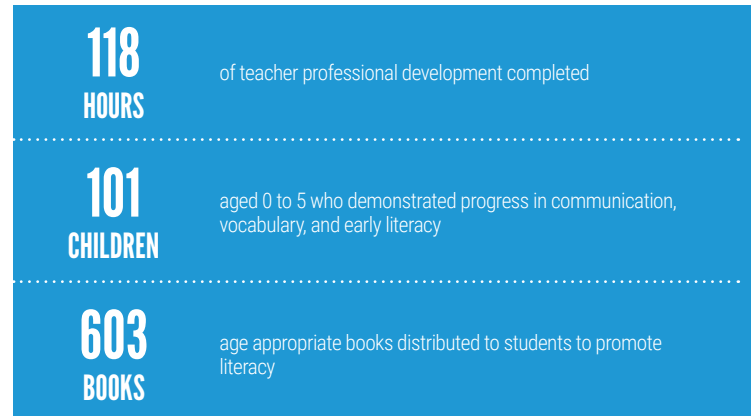 118
HOURS
of teacher professional development completed
101
CHILDREN
aged 0 to 5 who demonstrated progress in communication,
vocabulary, and early literacy
603
BOOKS
age appropriate books distributed to students to promote
literacy